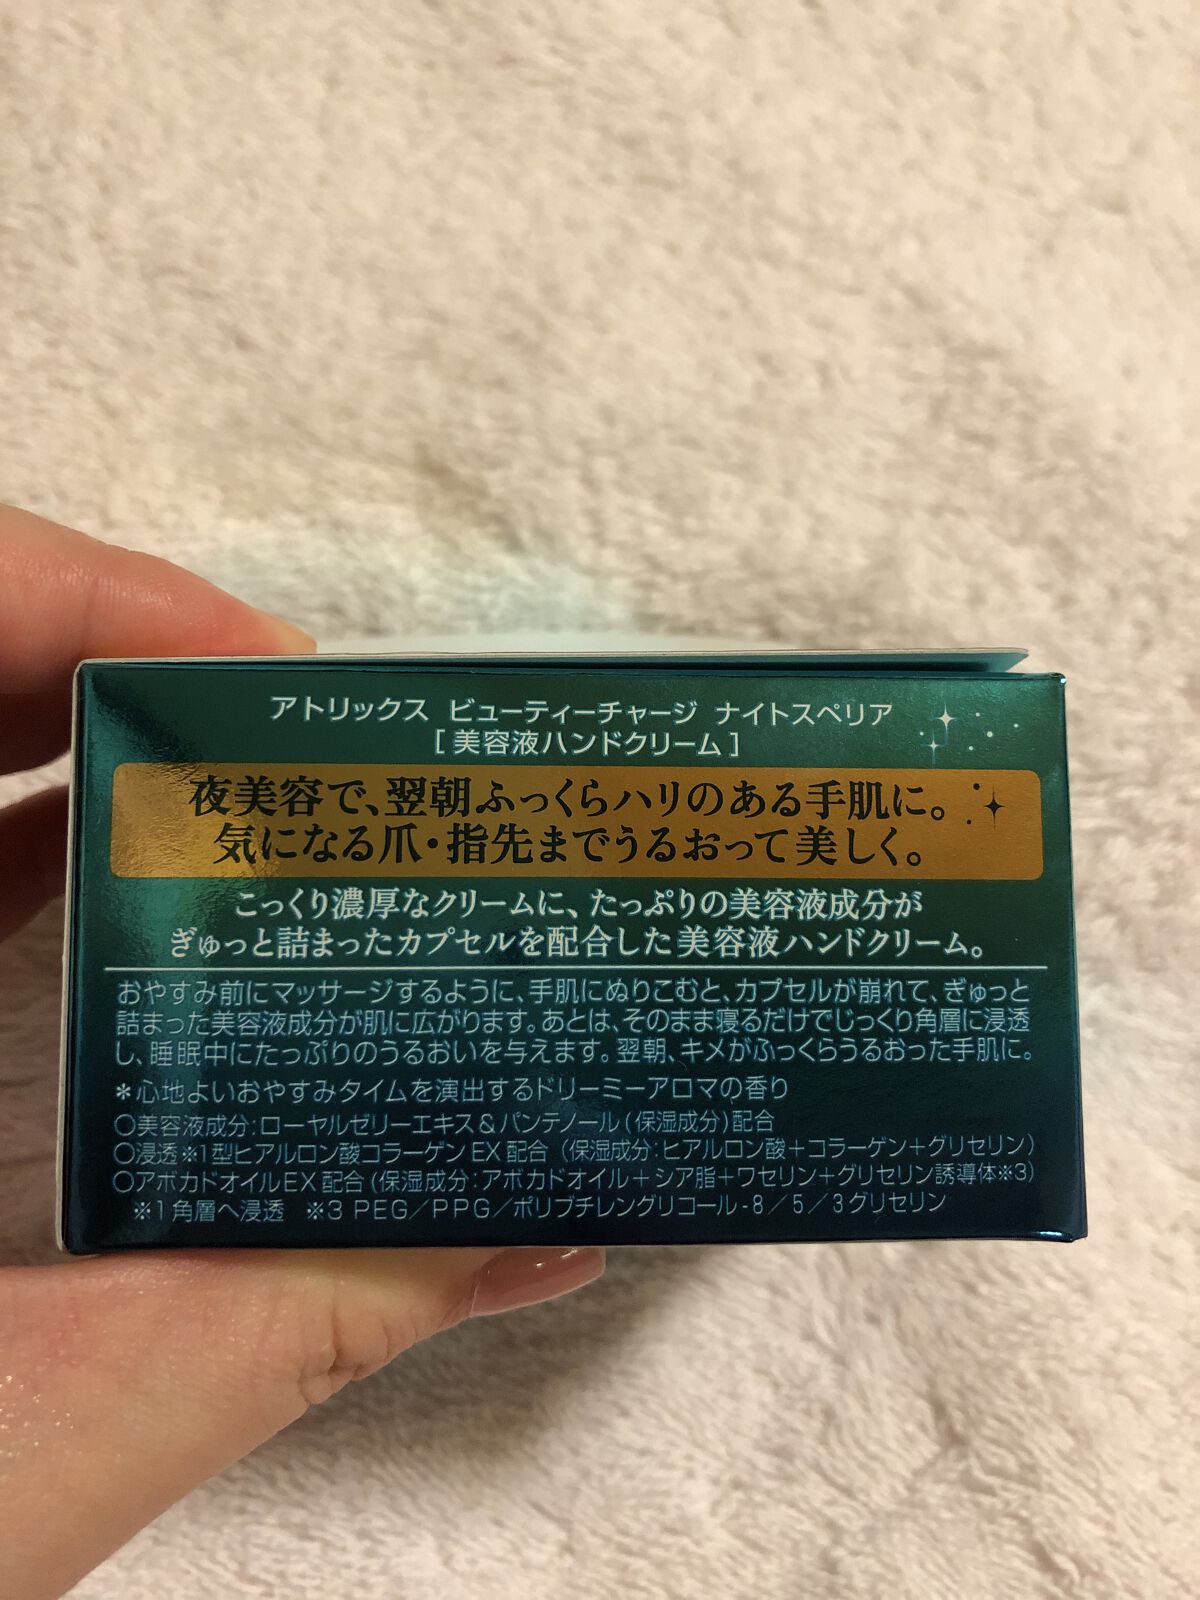 アトリックス ビューティーチャージ ナイトスペリア
[ 美容液ハンドクリーム ]
夜美容で、翌朝ふっくらハリのある手肌に。
気になる爪・指先までうるおって美しく。
こっくり濃厚なクリームに、たっぷりの美容液成分が
ぎゅっと詰まったカプセルを配合した美容液ハンドクリーム。
おやすみ前にマッサージするように、手肌にぬりこむと、カプセルが崩れて、ぎゅっと
詰まった美容液成分が肌に広がります。あとは、そのまま寝るだけでじっくり角層に浸透
し、睡眠中にたっぷりのうるおいを与えます。翌朝、キメがふっくらうるおった手肌に。
＊心地よいおやすみタイムを演出するドリーミーアロマの香り
○美容液成分:ローヤルゼリーエキス＆パンテノール(保湿成分)配合
○浸透※1型ヒアルロン酸コラーゲンEX配合（保湿成分:ヒアルロン酸＋コラーゲン＋グリセリン）
○アボカドオイルEX配合(保湿成分:アボカドオイル＋シア脂＋ワセリン＋グリセリン誘導体※3)
※1角層へ浸透 ※3 PEG／PPG／ポリブチレングリコール-8／5／3グリセリン